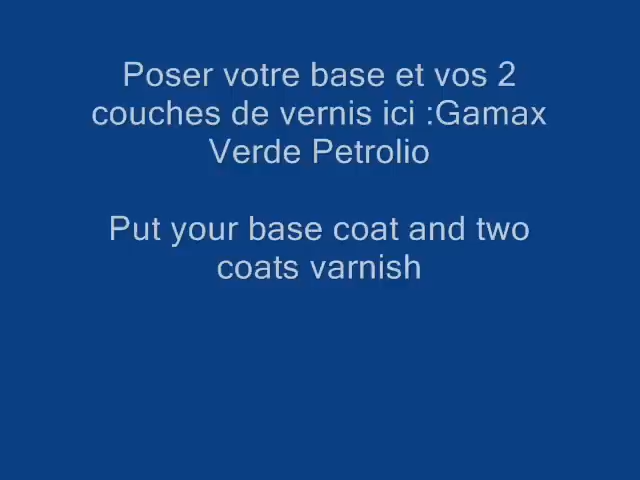 Poser votre base et vos 2
couches de vernis ici :Gamax
Verde Petrolio
Put your base coat and two
coats varnish